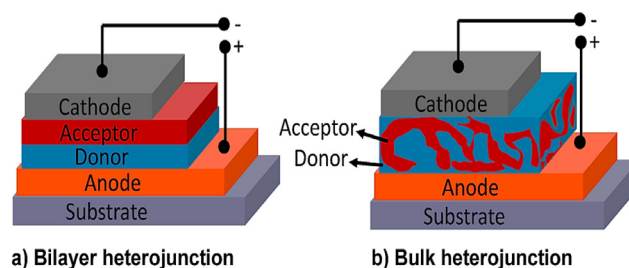 -
+
Cathode
Acceptor
Donor
Anode
Substrate
a) Bilayer heterojunction
-
+
Cathode
Acceptor
Donor
Anode
Substrate
b) Bulk heterojunction